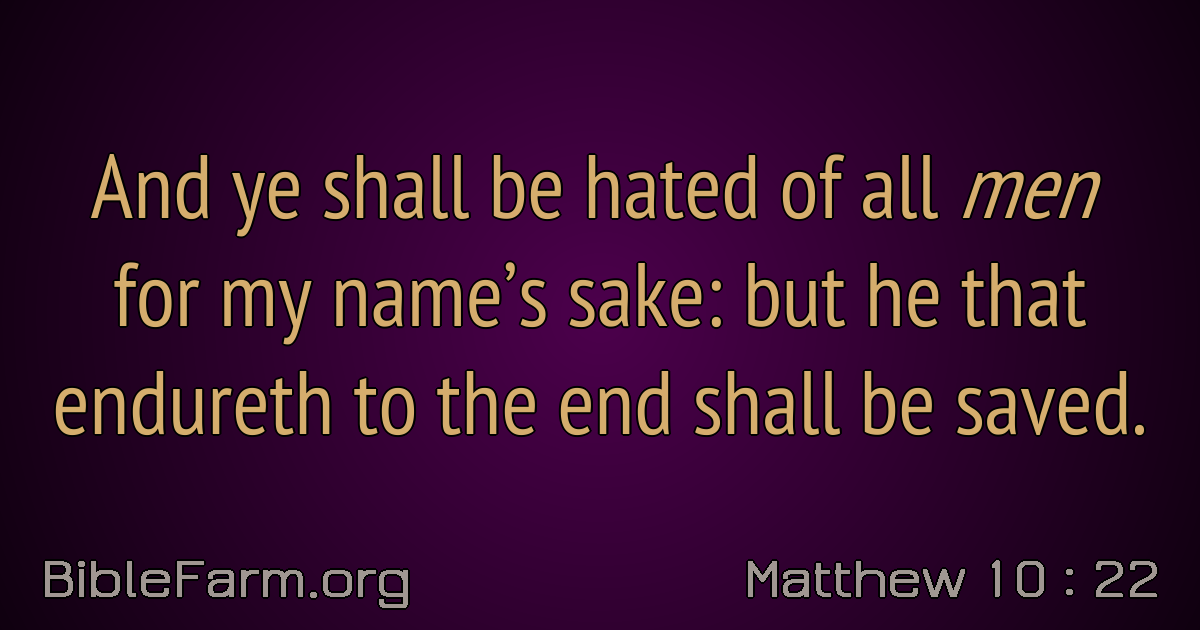 And ye shall be hated of all men
for my name’s sake: but he that
endureth to the end shall be saved.
BibleFarm.org
Matthew 10 : 22